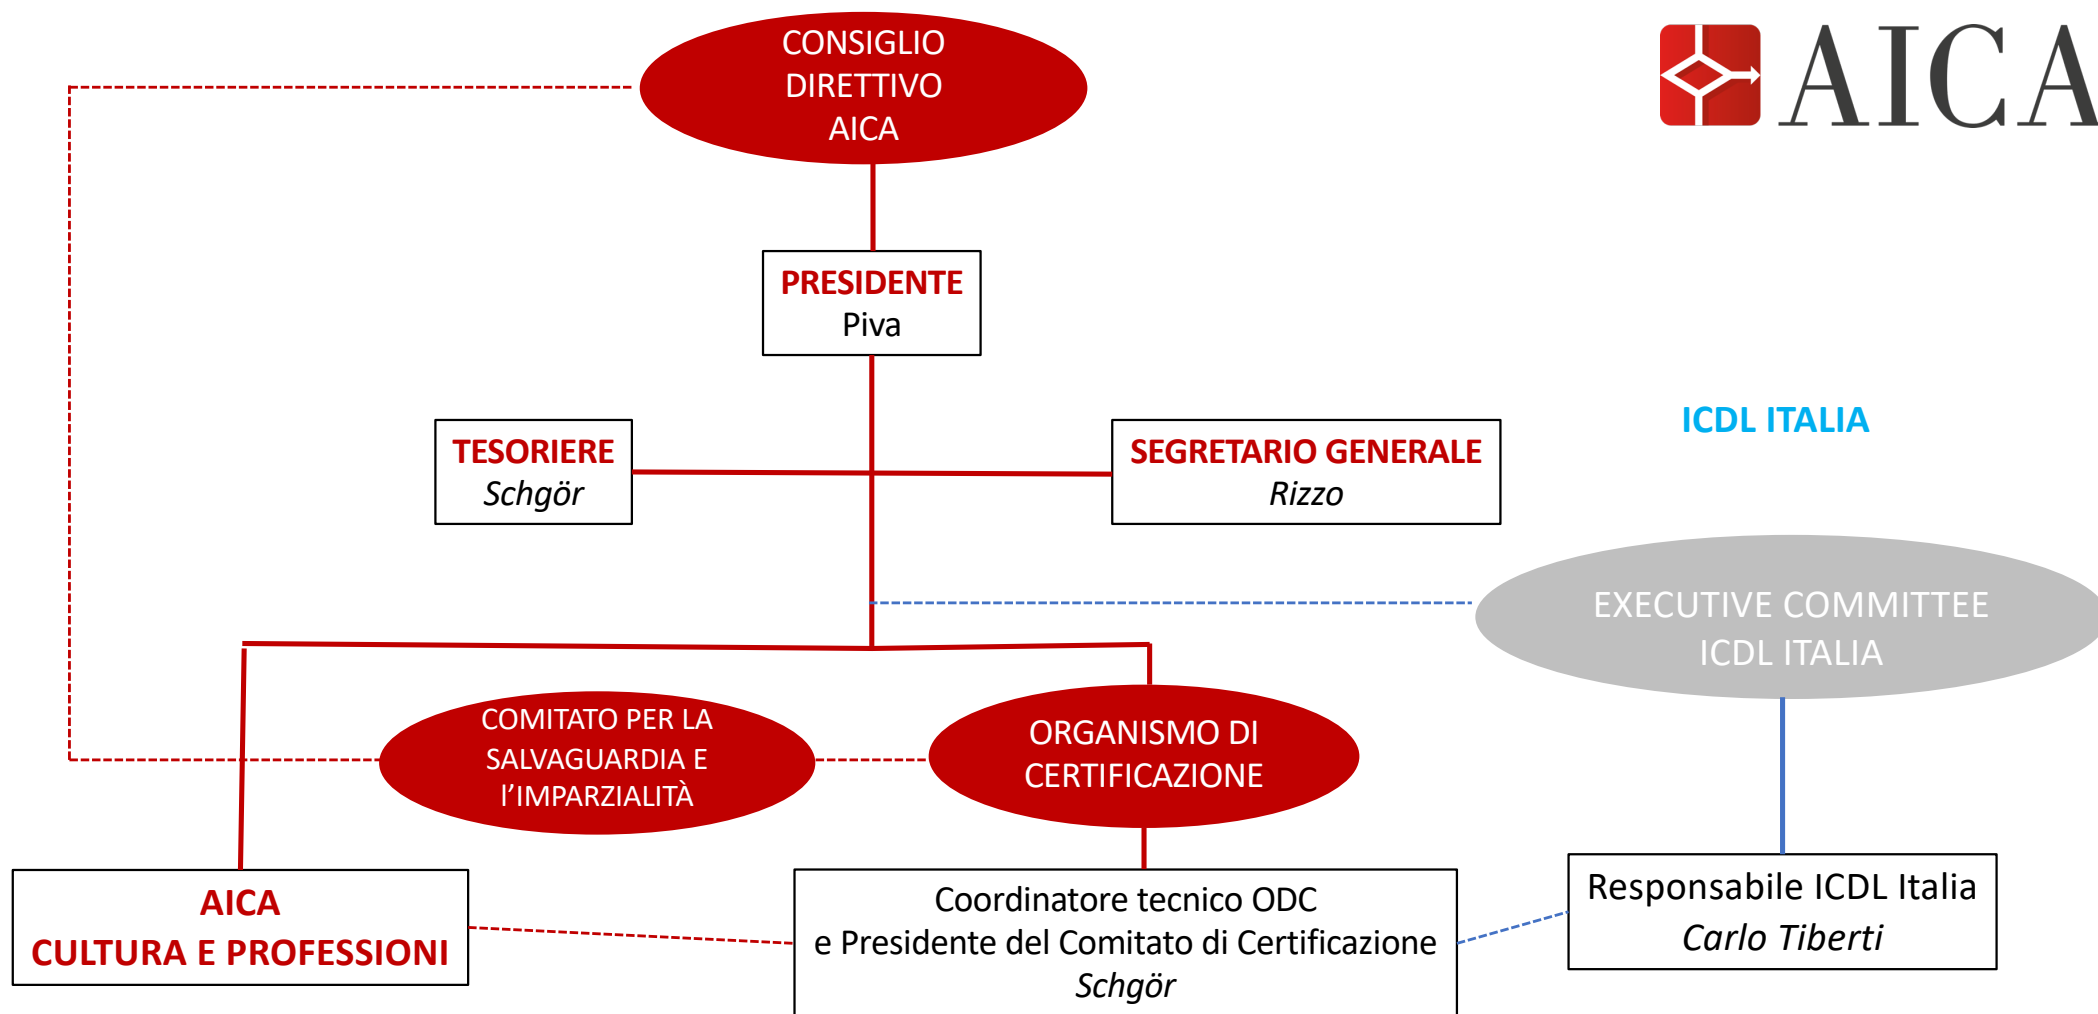 CONSIGLIO
DIRETTIVO
AICA
AICA
PRESIDENTE
Piva
TESORIERE
Schgör
SEGRETARIO GENERALE
Rizzo
ICDL ITALIA
EXECUTIVE COMMITTEE
ICDL ITALIA
COMITATO PER LA
SALVAGUARDIA E
l'IMPARZIALITÀ
ORGANISMO DI
CERTIFICAZIONE
AICA
CULTURA E PROFESSIONI
Coordinatore tecnico ODC
e Presidente del Comitato di Certificazione
Schgör
Responsabile ICDL Italia
Carlo Tiberti